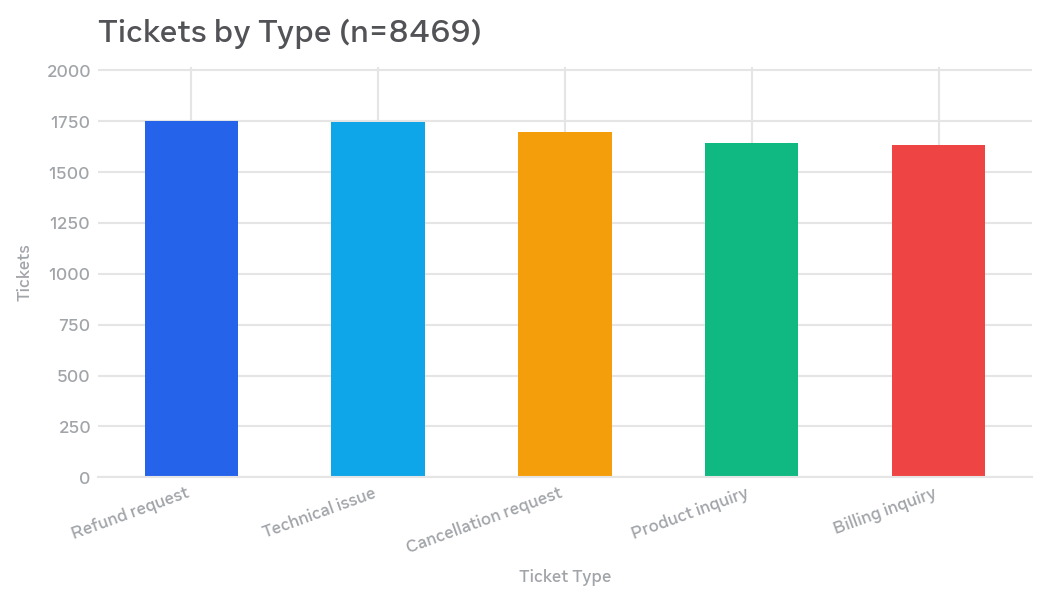 Tickets by Type (n=8469)
2000
1750
1500
1250
1000
750
500
250
0
Tickets
Refund request
Technical issue
Cancellation request
Product inquiry
Billing inquiry
Ticket Type